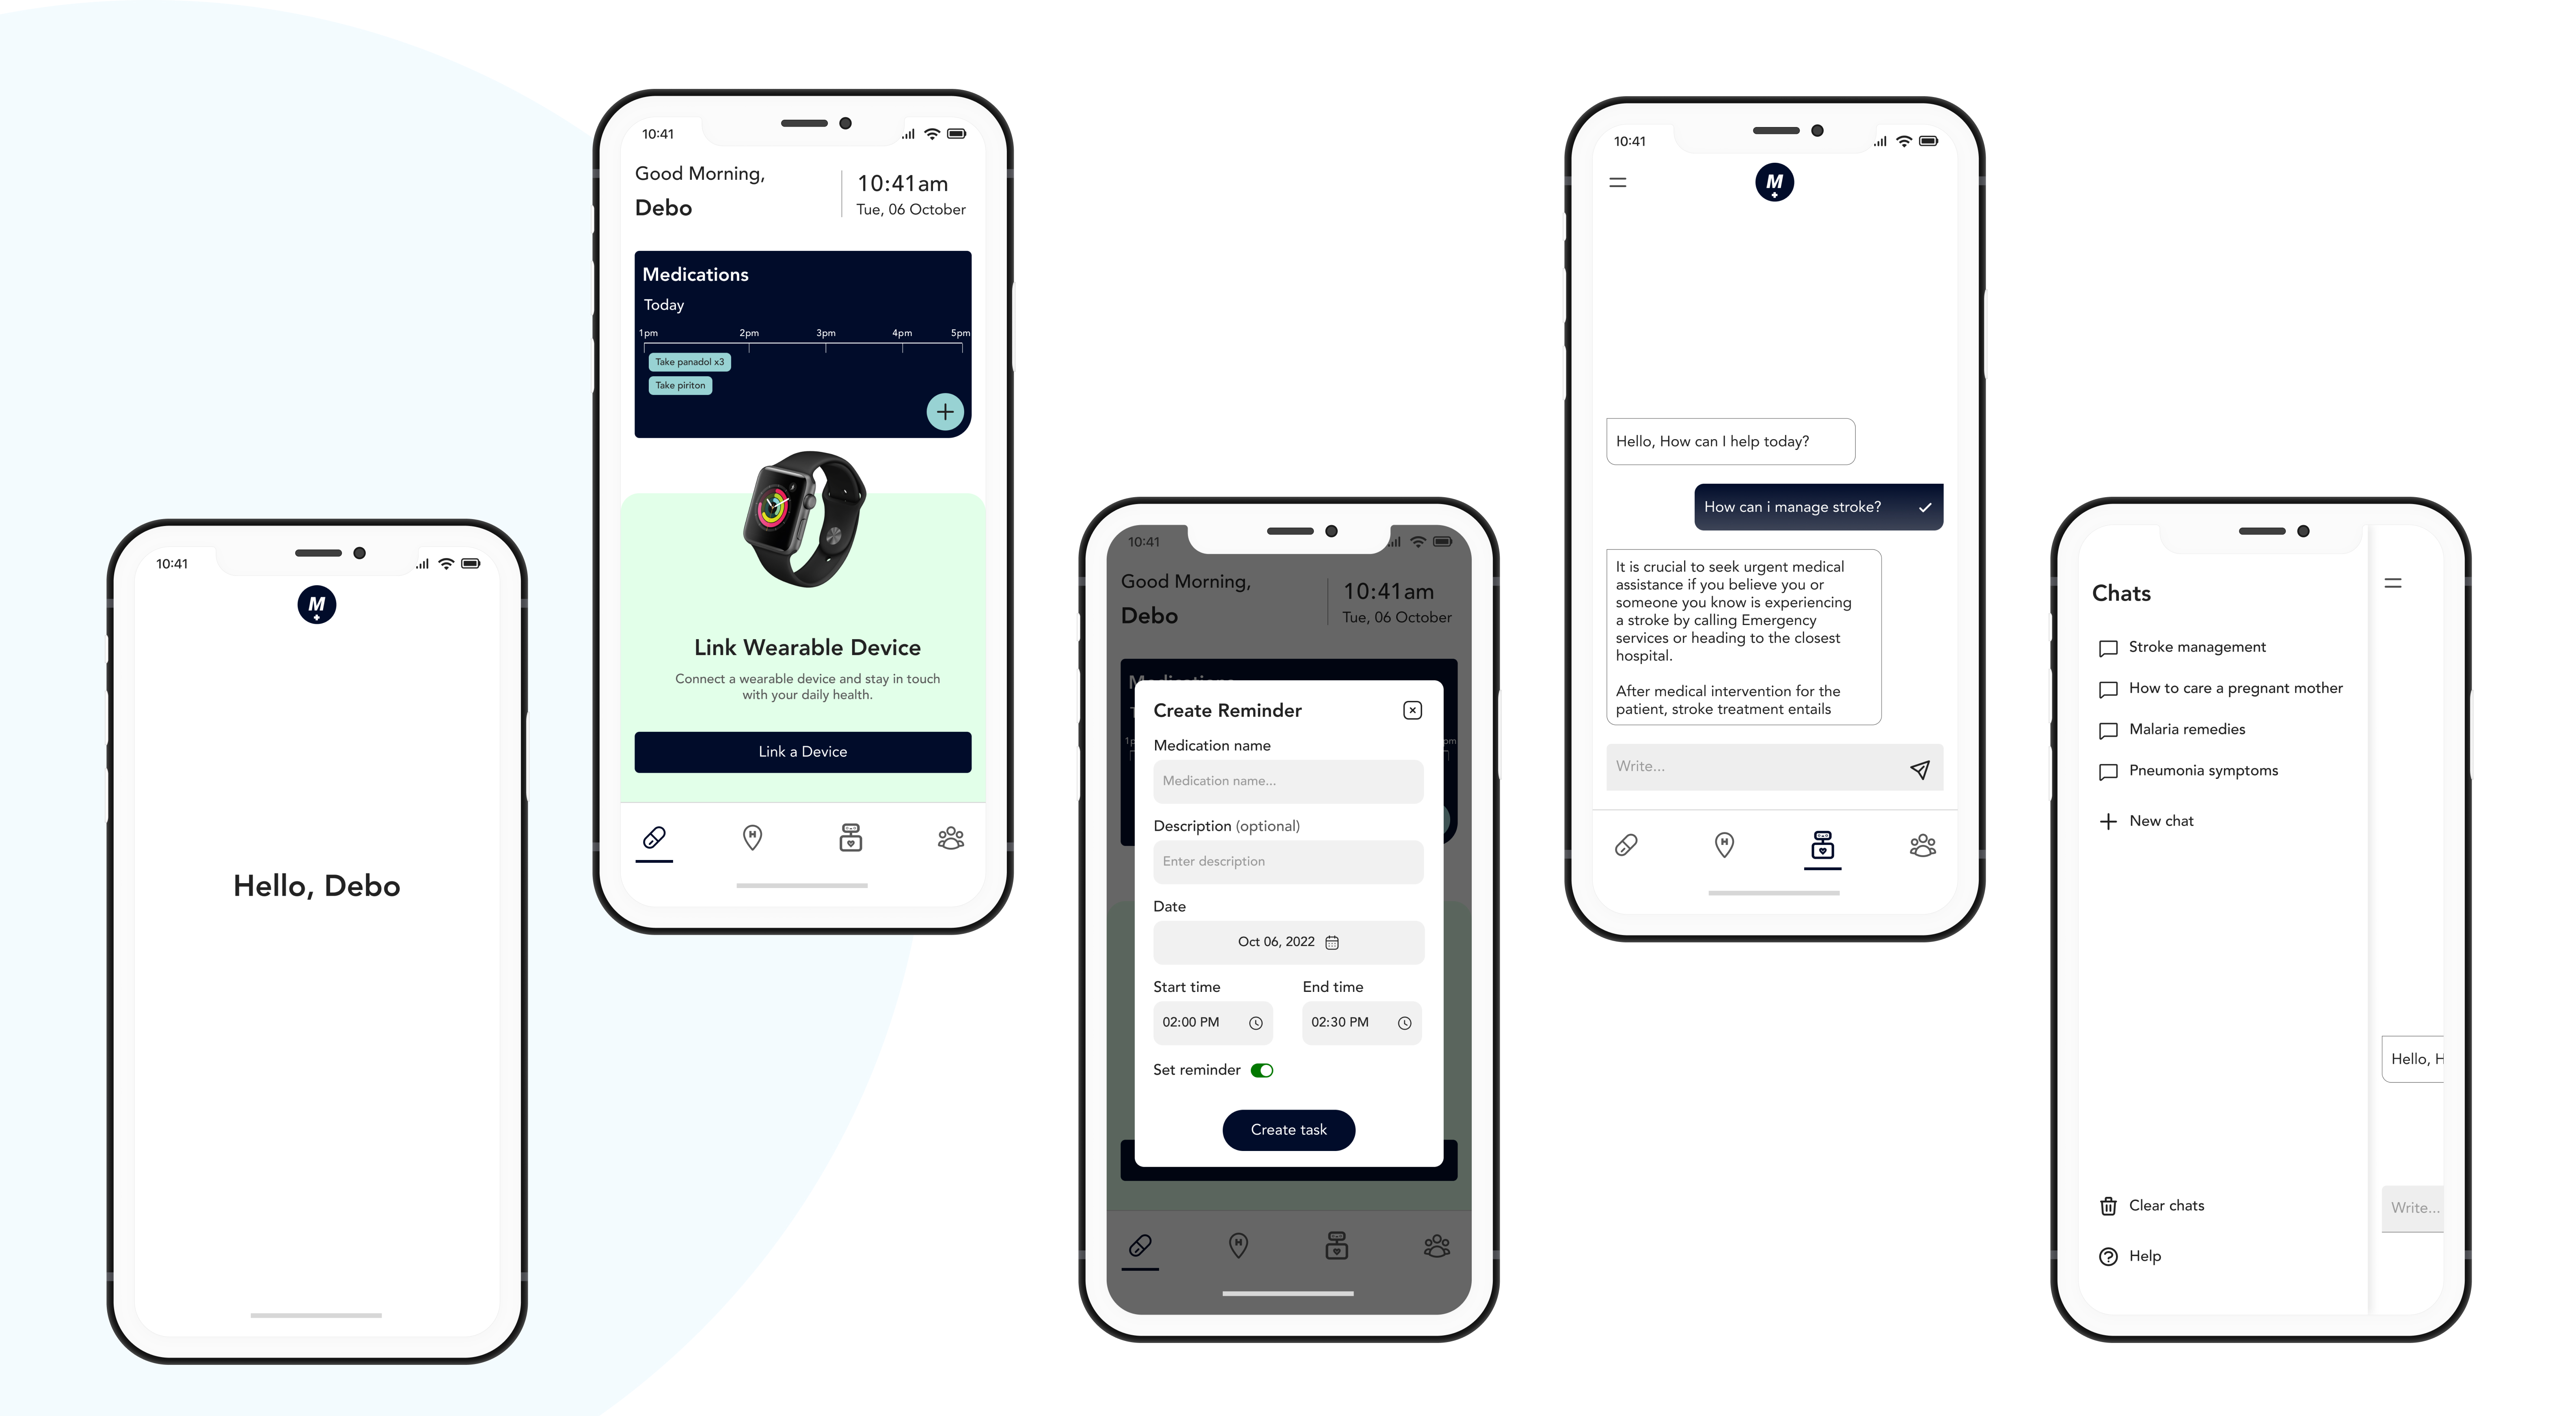 10:41
M
Hello, Debo
10:41
Good Morning,
Debo
10:41am
Tue, 06 October
Medications
Today
1pm 2pm 3pm 4pm 5pm
Take panadol x3
Take piriton
Link Wearable Device
Connect a wearable device and stay in touch
with your daily health.
Link a Device
H
10:41
Good Morning,
Debo
10:41am
Tue, 06 October
Create Reminder
Medication name
Medication name...
Description (optional)
Enter description
Date
Oct 06, 2022
Start time End time
02:00 PM 02:30 PM
Set reminder
Create task
H
10:41
M
Hello, How can I help today?
How can i manage stroke?
It is crucial to seek urgent medical
assistance if you believe you or
someone you know is experiencing
a stroke by calling Emergency
services or heading to the closest
hospital.
After medical intervention for the
patient, stroke treatment entails
Write...
H
Chats
Stroke management
How to care a pregnant mother
Malaria remedies
Pneumonia symptoms
New chat
Hello, H
Write...
Clear chats
Help